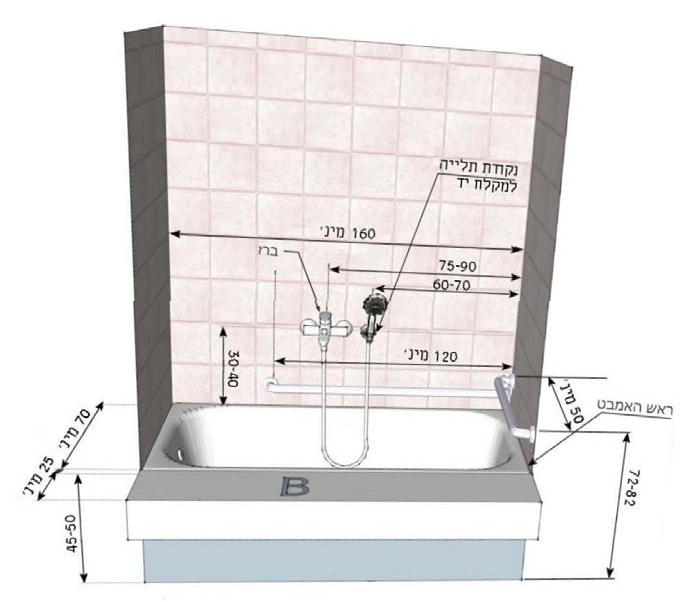 נקודת תלייה
למקלח יד
160 מינ׳
ברז
75-90
60-70
30-40
120 מינ׳
50 מינ׳
ראש האמבט
70 מינ׳
25 מינ׳
45-50
72-82
B